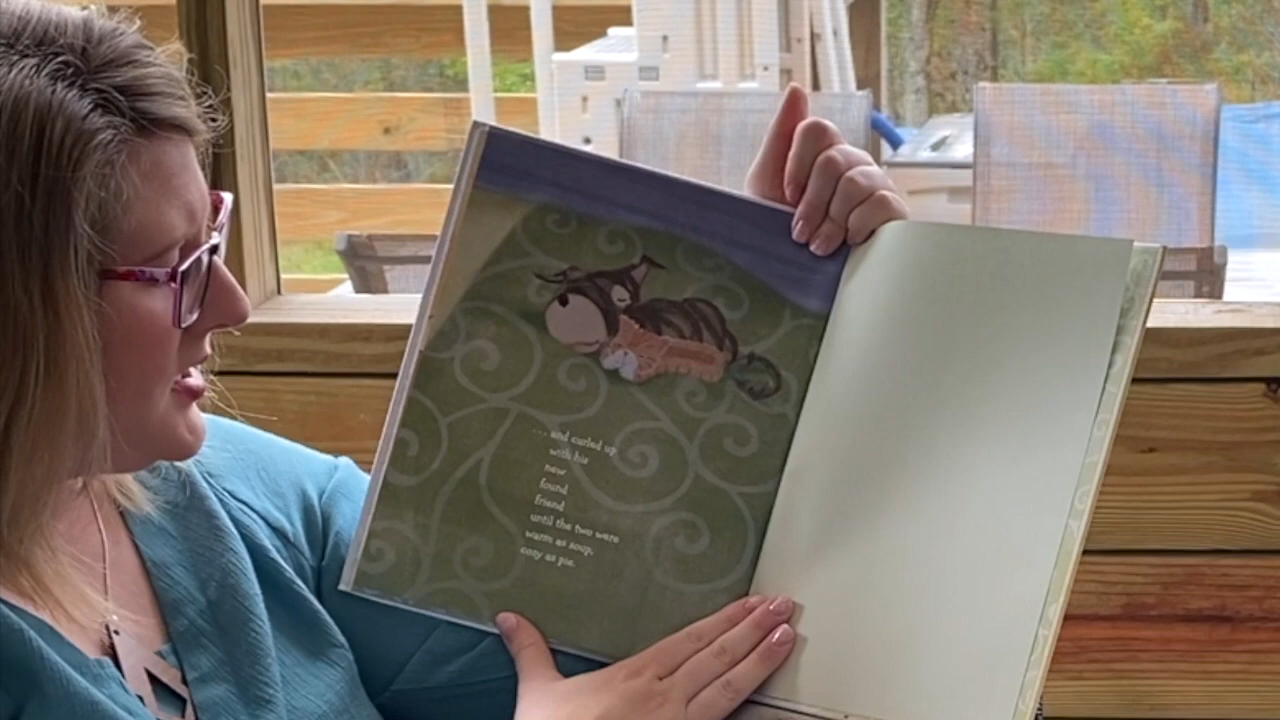 ... and curled up
with his
new
found
friend
until the two were
warm as soup,
cozy as pie.